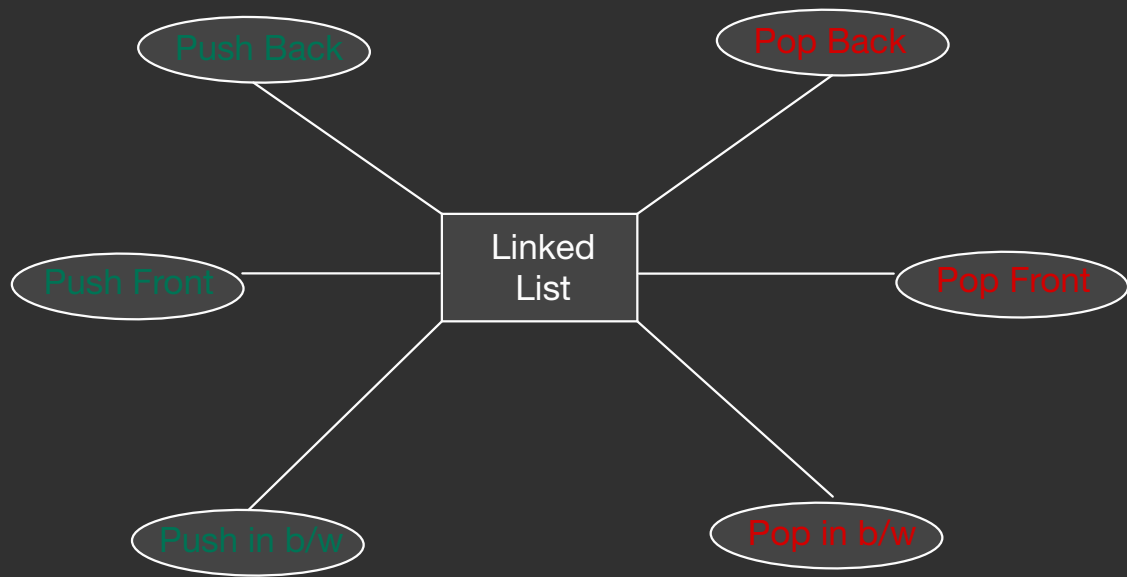 Push Back
Pop Back
Linked
List
Push Front
Pop Front
Push in b/w
Pop in b/w